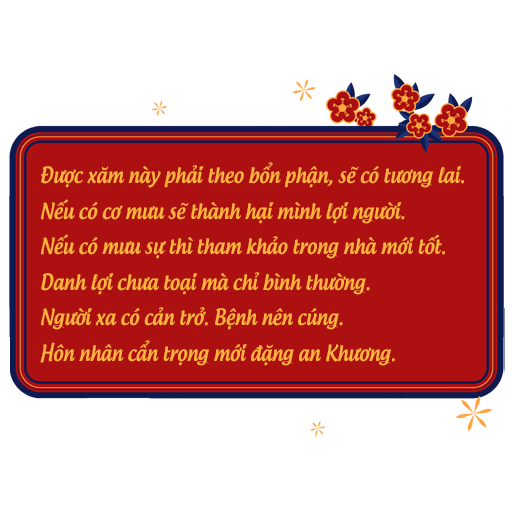 Được xăm này phải theo bổn phận, sẽ có tương lai.
Nếu có cơ mưu sẽ thành hại mình lợi người.
Nếu có mưu sự thì tham khảo trong nhà mới tốt.
Danh lợi chưa toại mà chỉ bình thường.
Người xa có cản trở. Bệnh nên cúng.
Hôn nhân cẩn trọng mới đặng an Khương.